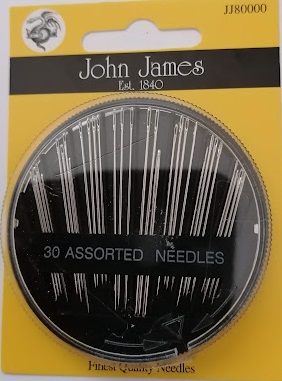 JJ80000
John James
Est. 1840
30 ASSORTED NEEDLES
Finest Quality Needles